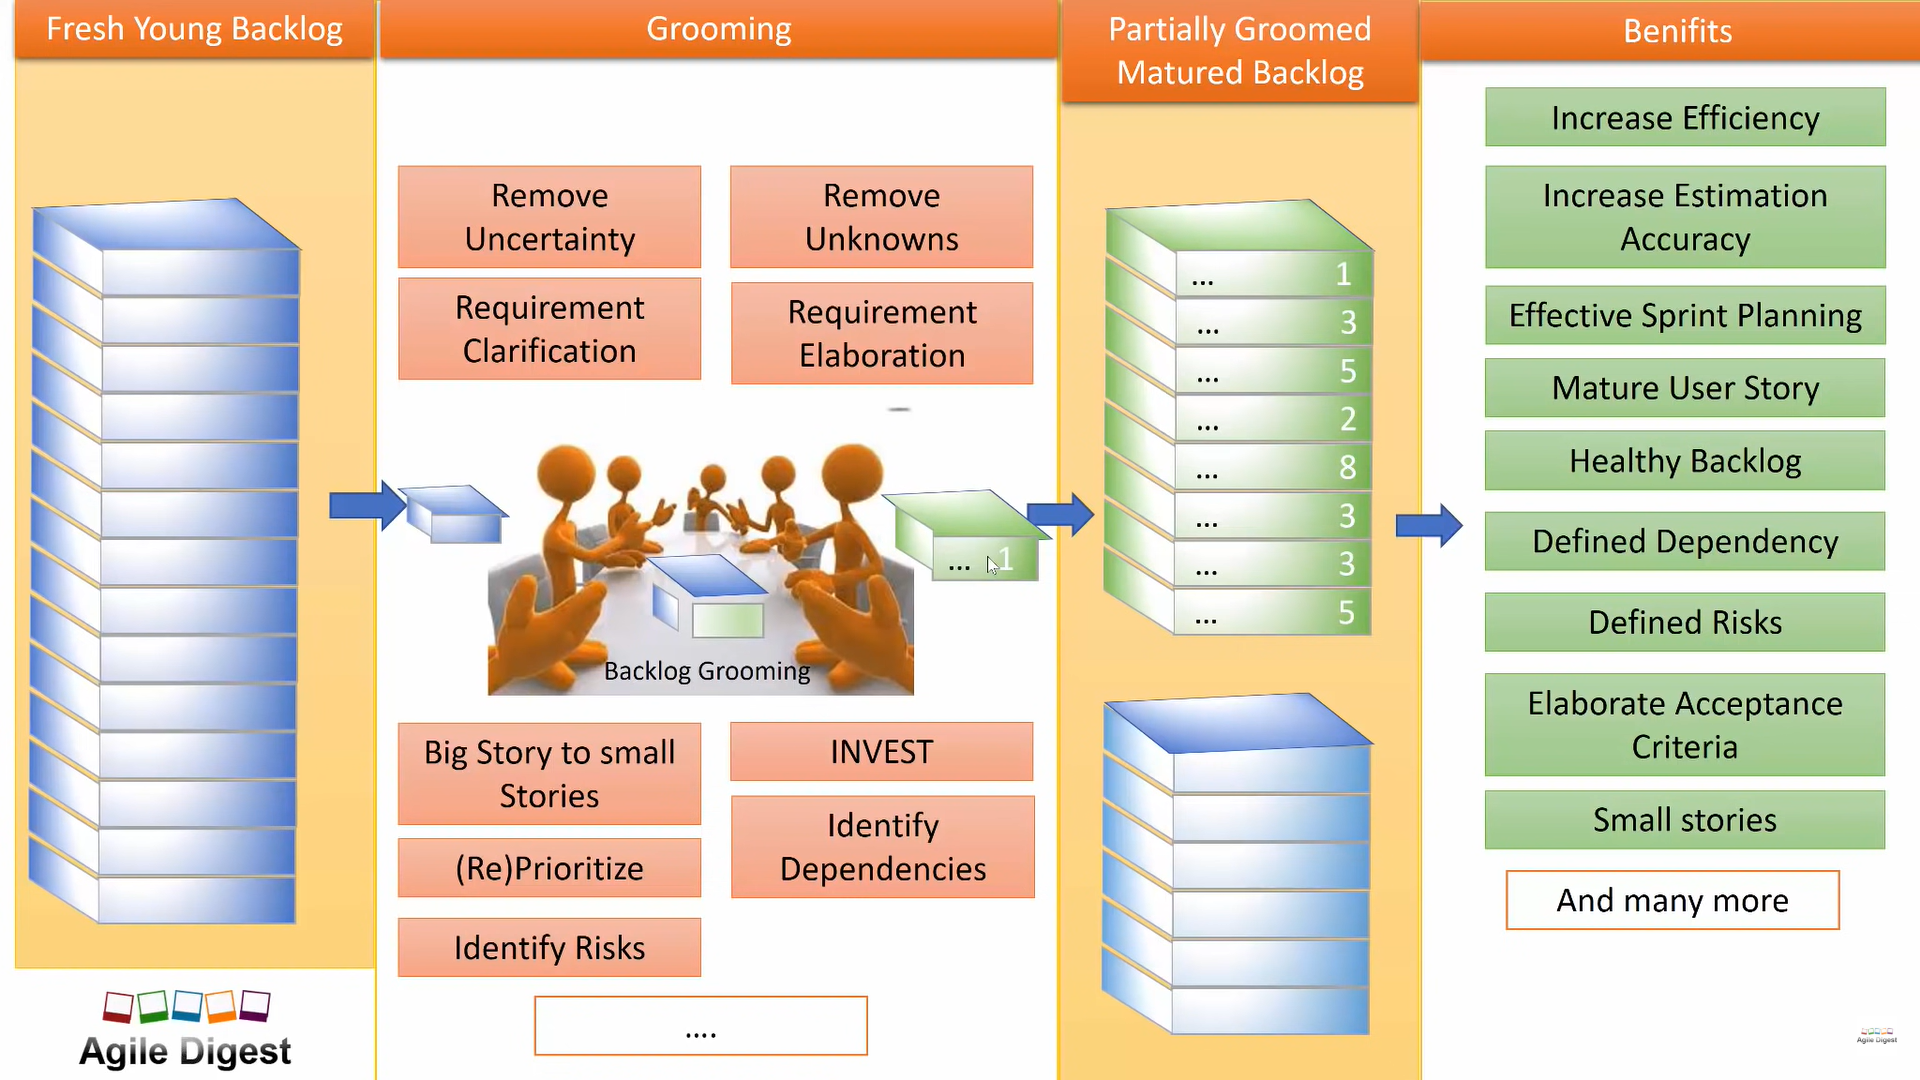 Fresh Young Backlog
Grooming
Partially Groomed
Matured Backlog
Benifits
Remove
Uncertainty
Remove
Unknowns
Requirement
Clarification
Requirement
Elaboration
... 1
Backlog Grooming
Big Story to small
Stories
INVEST
(Re)Prioritize
Identify
Dependencies
Identify Risks
....
... 1
... 3
... 5
... 2
... 8
... 3
... 3
... 5
Increase Efficiency
Increase Estimation
Accuracy
Effective Sprint Planning
Mature User Story
Healthy Backlog
Defined Dependency
Defined Risks
Elaborate Acceptance
Criteria
Small stories
And many more
Agile Digest
Agile Digest